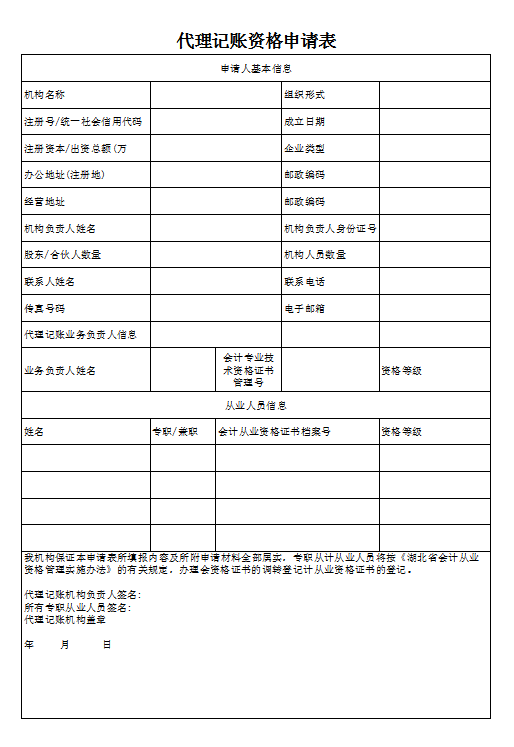 代理记账资格申请表
申请人基本信息
机构名称 组织形式
注册号/统一社会信用代码 成立日期
注册资本/出资总额(万 企业类型
办公地址(注册地) 邮政编码
经营地址 邮政编码
机构负责人姓名 机构负责人身份证号
股东/合伙人数量 机构人员数量
联系人姓名 联系电话
传真号码 电子邮箱
代理记账业务负责人信息
业务负责人姓名 会计专业技术资格证书管理号 资格等级
从业人员信息
姓名 专职/兼职 会计从业资格证书档案号 资格等级
我机构保证本申请表所填报内容及所附申请材料全部属实，专职从计从业人员将按《湖北省会计从业
资格管理实施办法》的有关规定，办理会资格证书的调转登记计从业资格证书的登记。
代理记账机构负责人签名:
所有专职从业人员签名:
代理记账机构盖章
年 月 日